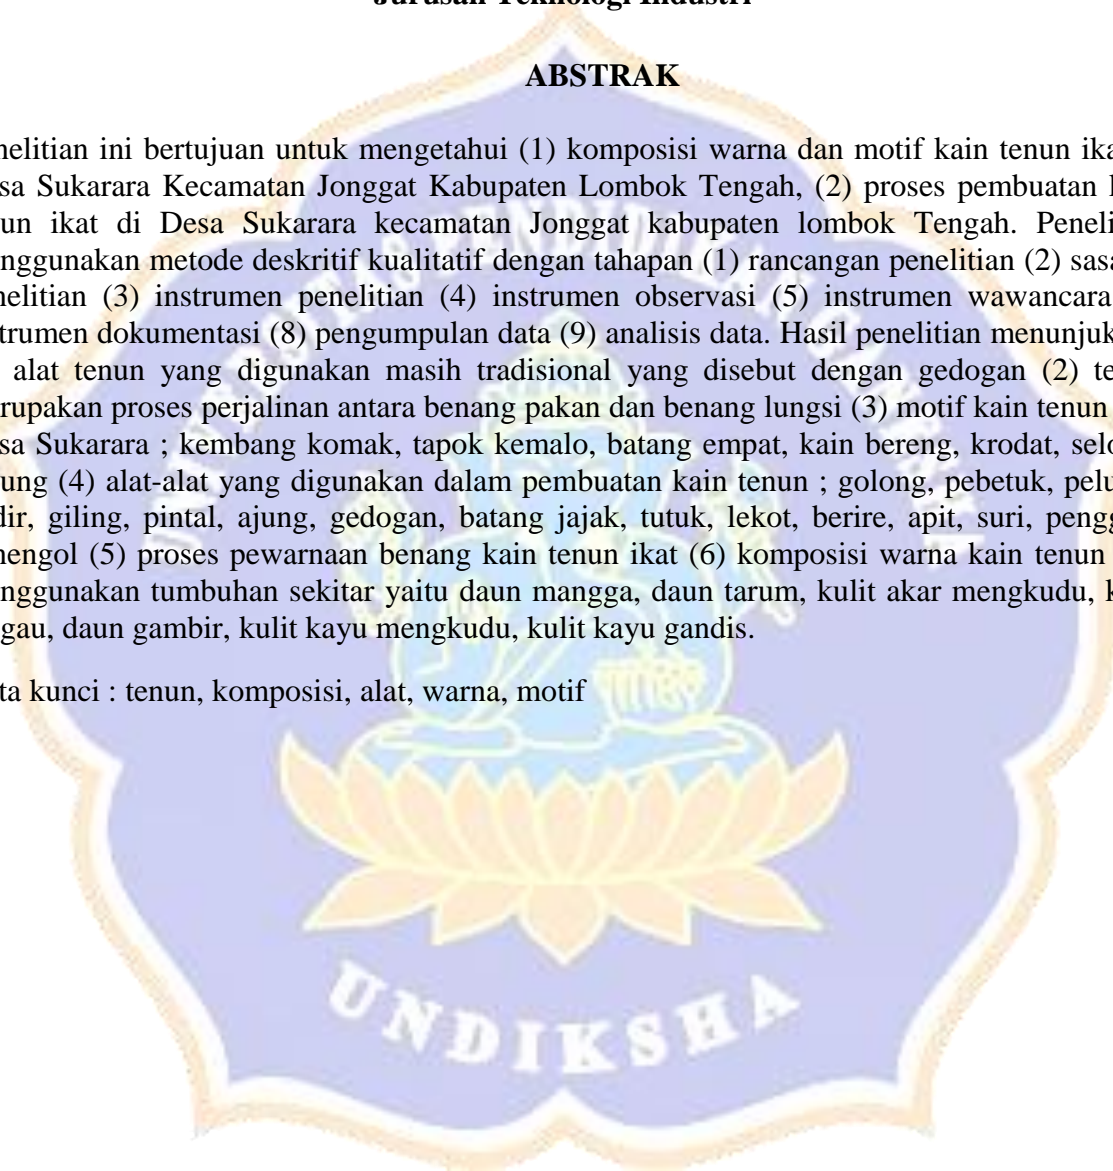 Jurusan Teknologi Industri
ABSTRAK
nelitian ini bertujuan untuk mengetahui (1) komposisi warna dan motif kain tenun ika
sa Sukarara Kecamatan Jonggat Kabupaten Lombok Tengah, (2) proses pembuatan
un ikat di Desa Sukarara kecamatan Jonggat kabupaten lombok Tengah. Peneli
nggunakan metode deskritif kualitatif dengan tahapan (1) rancangan penelitian (2) sasa
nelitian (3) instrumen penelitian (4) instrumen observasi (5) instrumen wawancara
trumen dokumentasi (8) pengumpulan data (9) analisis data. Hasil penelitian menunjuk
alat tenun yang digunakan masih tradisional yang disebut dengan gedogan (2) te
rupakan proses perjalinan antara benang pakan dan benang lungsi (3) motif kain tenun
sa Sukarara ; kembang komak, tapok kemalo, batang empat, kain bereng, krodat, selo
ung (4) alat-alat yang digunakan dalam pembuatan kain tenun ; golong, pebetuk, pelu
dir, giling, pintal, ajung, gedogan, batang jajak, tutuk, lekot, berire, apit, suri, pengg
mengol (5) proses pewarnaan benang kain tenun ikat (6) komposisi warna kain tenun
nggunakan tumbuhan sekitar yaitu daun mangga, daun tarum, kulit akar mengkudu, k
gau, daun gambir, kulit kayu mengkudu, kulit kayu gandis.
ta kunci : tenun, komposisi, alat, warna, motif
UNDIKSHA